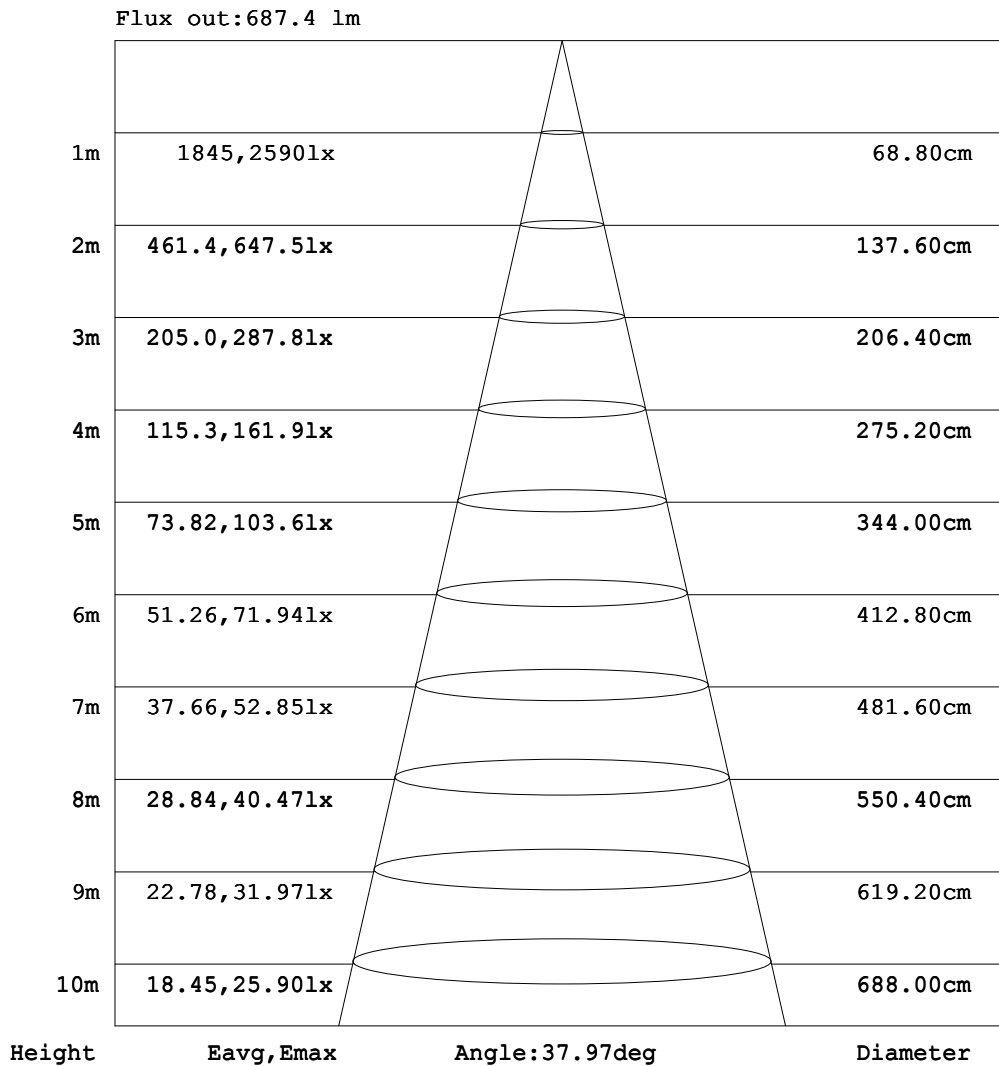 Flux out:687.4 lm
1m 1845,2590lx 68.80cm
2m 461.4,647.5lx 137.60cm
3m 205.0,287.8lx 206.40cm
4m 115.3,161.9lx 275.20cm
5m 73.82,103.6lx 344.00cm
6m 51.26,71.94lx 412.80cm
7m 37.66,52.85lx 481.60cm
8m 28.84,40.47lx 550.40cm
9m 22.78,31.97lx 619.20cm
10m 18.45,25.90lx 688.00cm
Height Eavg,Emax Angle:37.97deg Diameter